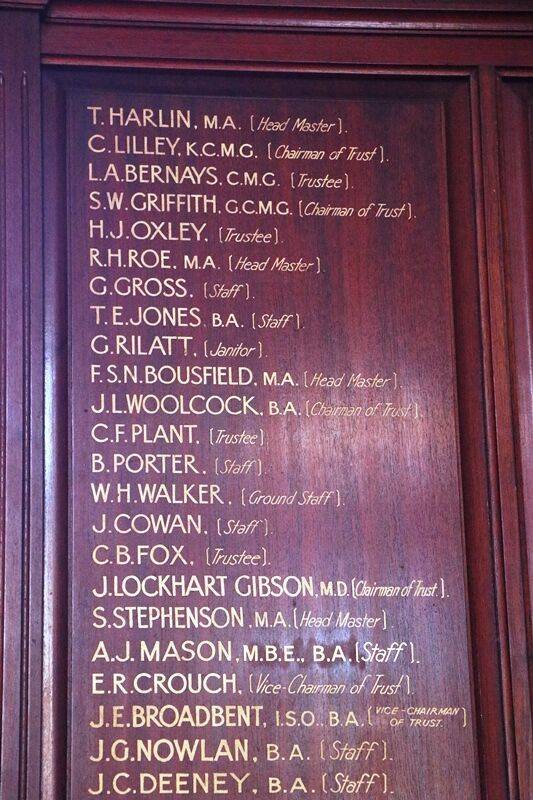 T. HARLIN, M.A. (Head Master).
C. LILLEY, K.C.M.G. (Chairman of Trust).
L.A. BERNAYS, C.M.G. (Trustee).
S.W. GRIFFITH, G.C.M.G. (Chairman of Trust).
H.J. OXLEY, (Trustee).
R.H. ROE, M.A. (Head Master).
G. GROSS, (Staff).
T.E. JONES, B.A. (Staff).
G. RILATT, (Janitor).
F.S.N. BOUSFIELD, M.A. (Head Master).
J.L. WOOLCOCK, B.A. (Chairman of Trust).
C.F. PLANT, (Trustee).
B. PORTER, (Staff).
W.H. WALKER, (Ground Staff).
J. COWAN, (Staff).
C.B. FOX, (Trustee).
J. LOCKHART GIBSON, M.D. (Chairman of Trust.).
S. STEPHENSON, M.A. (Head Master).
A.J. MASON, M.B.E., B.A. (Staff).
E.R. CROUCH, (Vice-Chairman of Trust).
J.E. BROADBENT, I.S.O., B.A. (VICE-CHAIRMAN OF TRUST.)
J.G. NOWLAN, B.A. (Staff).
J.C. DEENEY, B.A. (Staff).